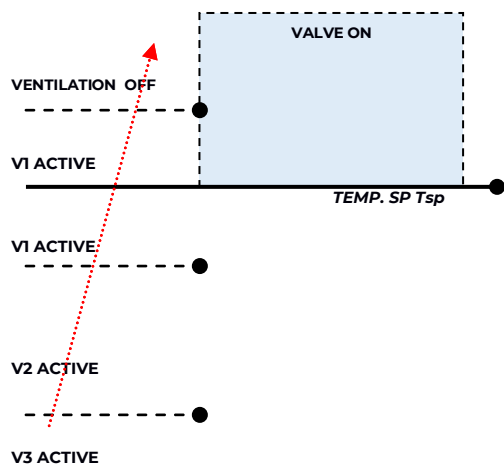 VALVE ON
VENTILATION OFF
V1 ACTIVE
TEMP. SP Tsp
V1 ACTIVE
V2 ACTIVE
V3 ACTIVE